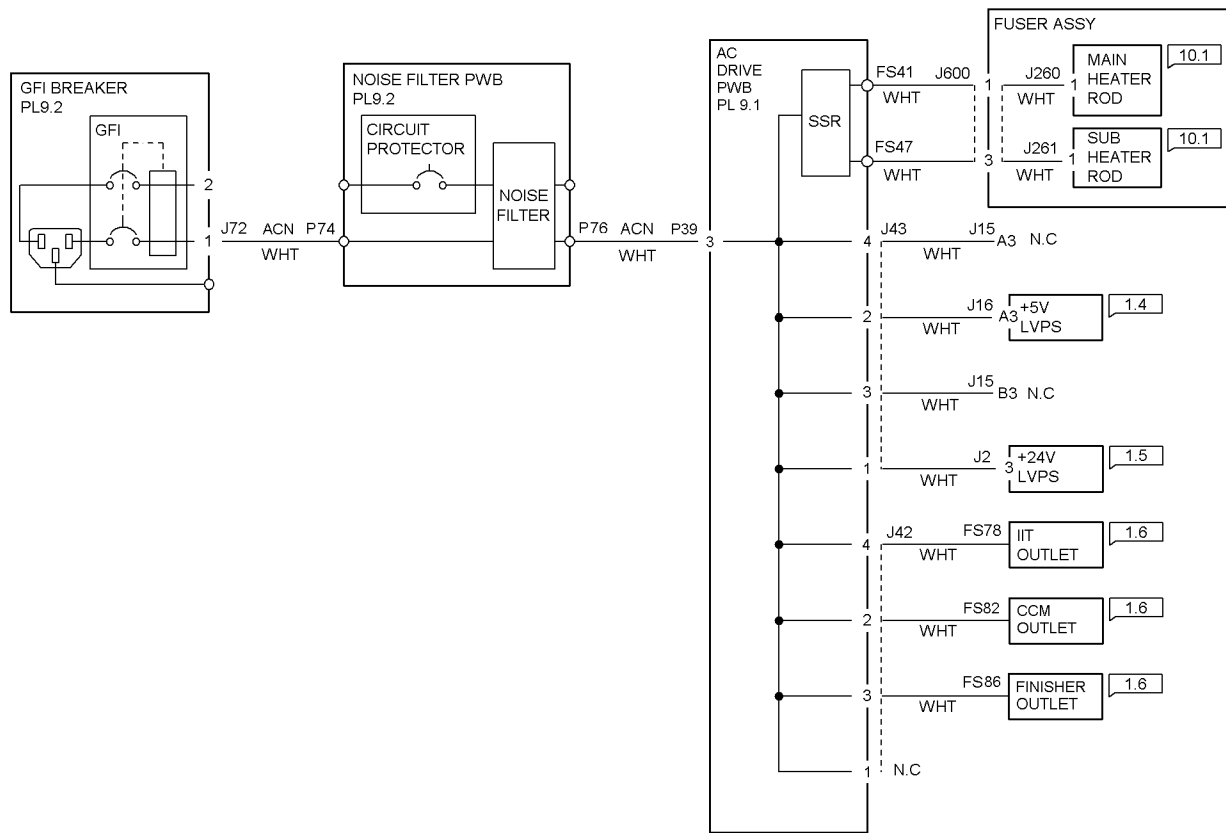 FUSER ASSY
AC
DRIVE
PWB
PL 9.1
SSR
FS41
WHT
J600
1
J260
WHT
1
MAIN
HEATER
ROD
10.1
FS47
WHT
3
J261
WHT
1
SUB
HEATER
ROD
10.1
GFI BREAKER
PL9.2
GFI
2
1
J72
ACN
WHT
P74
NOISE FILTER PWB
PL9.2
CIRCUIT
PROTECTOR
NOISE
FILTER
P76
ACN
WHT
P39
3
4
J43
WHT
J15
A3
N.C
2
WHT
J16
A3
+5V
LVPS
1.4
3
WHT
J15
B3
N.C
1
WHT
J2
3
+24V
LVPS
1.5
4
J42
WHT
FS78
IIT
OUTLET
1.6
2
WHT
FS82
CCM
OUTLET
1.6
3
WHT
FS86
FINISHER
OUTLET
1.6
1
N.C